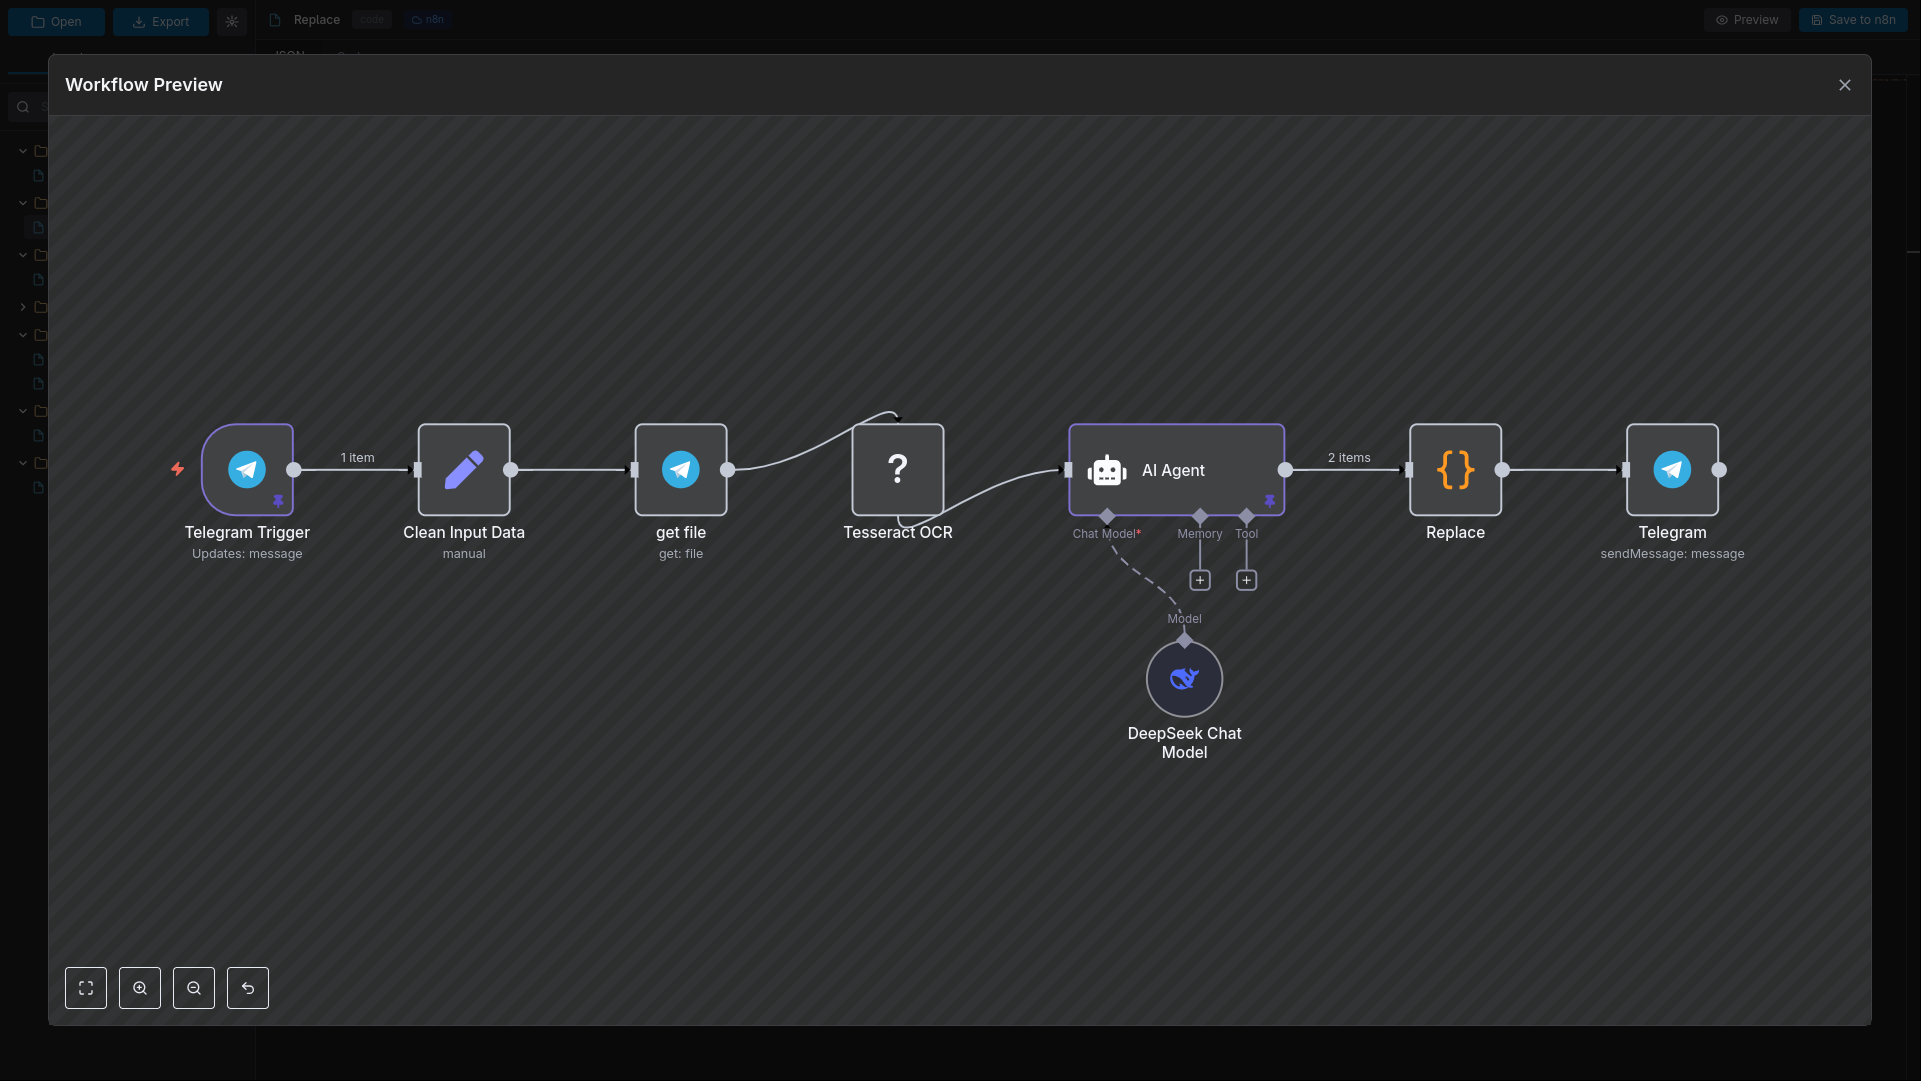 Open
Export
Replace
code
n8n
Preview
Save to n8n
Workflow Preview
1 item
2 items
?
AI Agent
{}
Telegram Trigger
Updates: message
Clean Input Data
manual
get file
get: file
Tesseract OCR
Chat Model*
Memory
Tool
Replace
Telegram
sendMessage: message
Model
DeepSeek Chat
Model